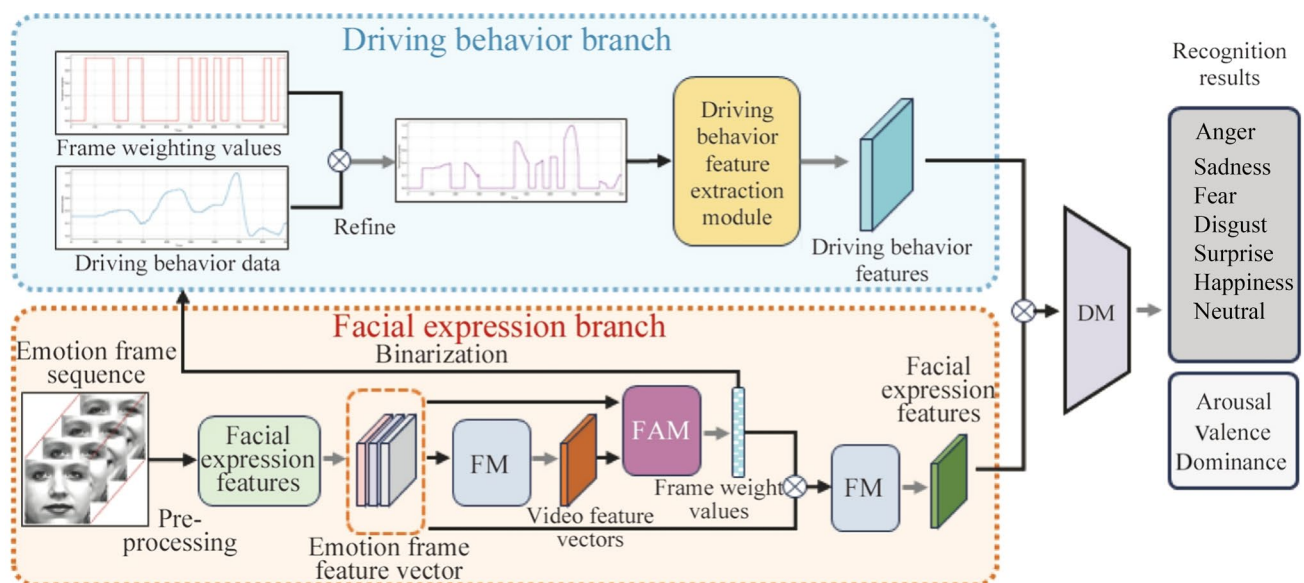 Driving behavior branch
Frame weighting values
Driving behavior data
Refine
Driving
behavior
feature
extraction
module
Driving behavior
features
Facial expression branch
Binarization
Emotion frame
sequence
Pre-
processing
Facial
expression
features
Emotion frame
feature vector
FM
Video feature
vectors
FAM
Frame weight
values
FM
Facial
expression
features
DM
Recognition
results
Anger
Sadness
Fear
Disgust
Surprise
Happiness
Neutral
Arousal
Valence
Dominance